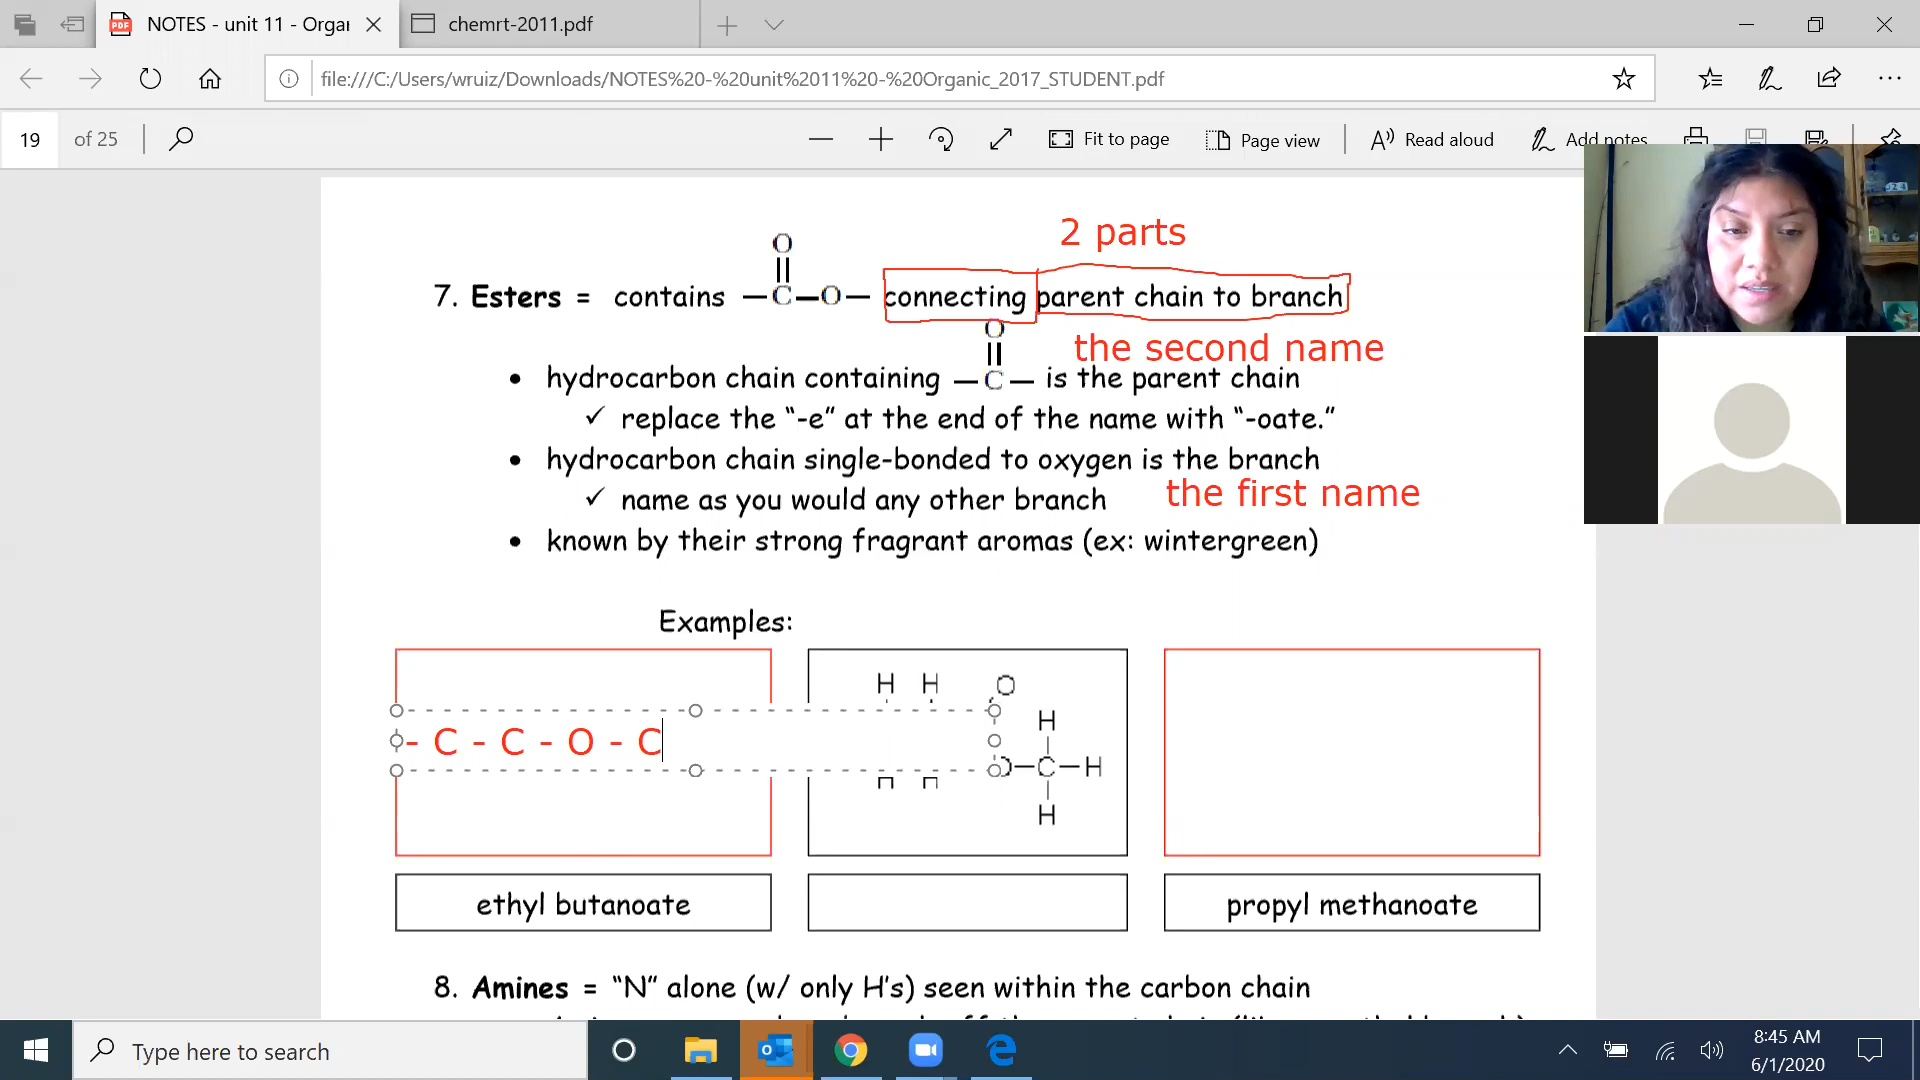 NOTES - unit 11 - Orgar
chemrt-2011.pdf
file:///C:/Users/wruiz/Downloads/NOTES%20-%20unit%2011%20-%20Organic_2017_STUDENT.pdf
19 of 25
Fit to page
Page view
Read aloud
Add notes
2 parts
O
7. Esters = contains –C–O– connecting parent chain to branch
O
the second name
• hydrocarbon chain containing –C– is the parent chain
✓ replace the “-e” at the end of the name with “-oate.”
• hydrocarbon chain single-bonded to oxygen is the branch
✓ name as you would any other branch
the first name
• known by their strong fragrant aromas (ex: wintergreen)
Examples:
H H O
H
- C - C - O - C
O–C–H
H H
H
ethyl butanoate
propyl methanoate
8. Amines = “N” alone (w/ only H’s) seen within the carbon chain
Type here to search
8:45 AM
6/1/2020